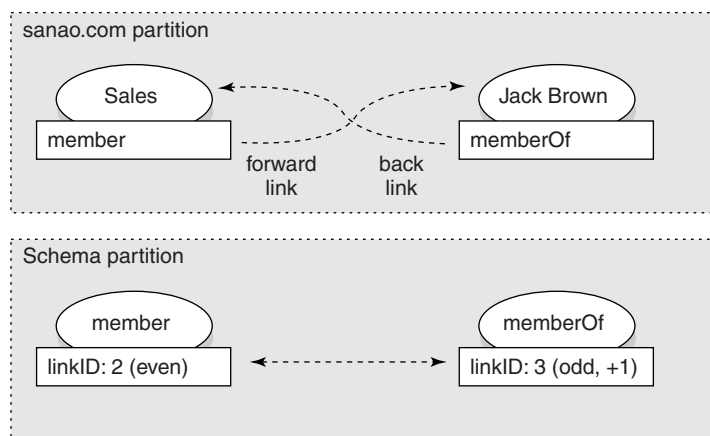 sanao.com partition
Sales
Jack Brown
member
memberOf
forward
link
back
link
Schema partition
member
memberOf
linkID: 2 (even)
linkID: 3 (odd, +1)